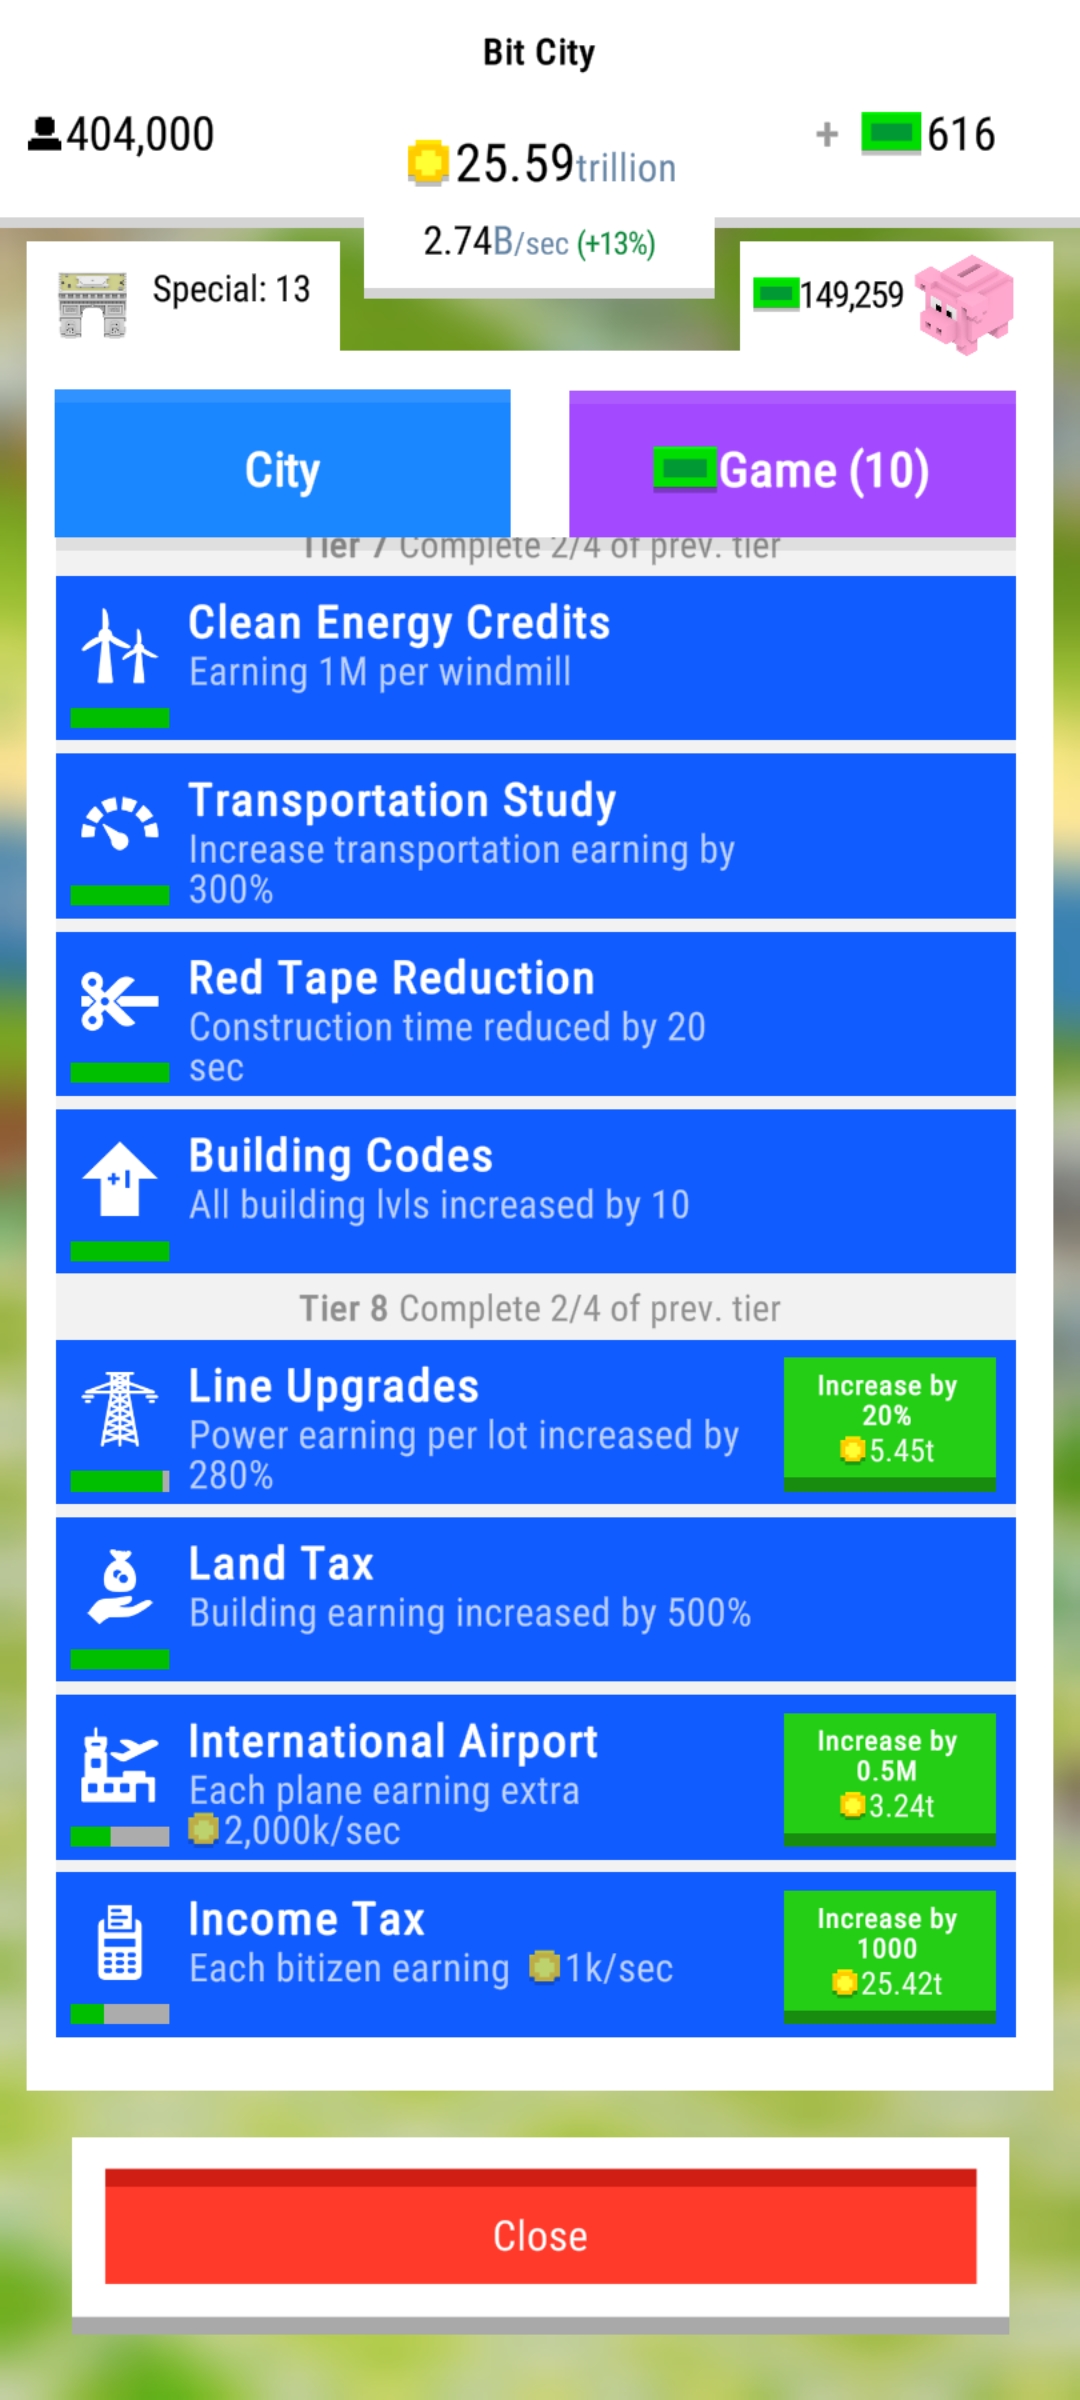 Bit City
404,000
25.59trillion
+ 616
2.74B/sec (+13%)
Special: 13
149,259
City
Game (10)
Tier 7 Complete 2/4 of prev. tier
Clean Energy Credits
Earning 1M per windmill
Transportation Study
Increase transportation earning by
300%
Red Tape Reduction
Construction time reduced by 20
sec
+1
Building Codes
All building lvls increased by 10
Tier 8 Complete 2/4 of prev. tier
Line Upgrades
Power earning per lot increased by
280%
Increase by
20%
5.45t
Land Tax
Building earning increased by 500%
International Airport
Each plane earning extra
2,000k/sec
Increase by
0.5M
3.24t
Income Tax
Each bitizen earning 1k/sec
Increase by
1000
25.42t
Close